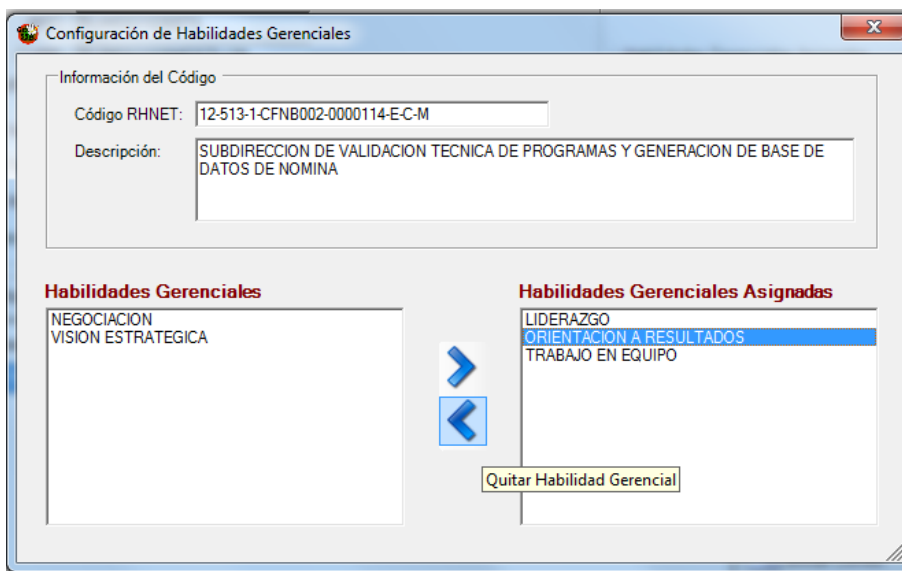 Configuración de Habilidades Gerenciales
Información del Código
Código RHNET: 12-513-1-CFNB002-0000114-E-C-M
Descripción: SUBDIRECCION DE VALIDACION TECNICA DE PROGRAMAS Y GENERACION DE BASE DE
DATOS DE NOMINA
Habilidades Gerenciales
NEGOCIACION
VISION ESTRATEGICA
Habilidades Gerenciales Asignadas
LIDERAZGO
ORIENTACION A RESULTADOS
TRABAJO EN EQUIPO
Quitar Habilidad Gerencial